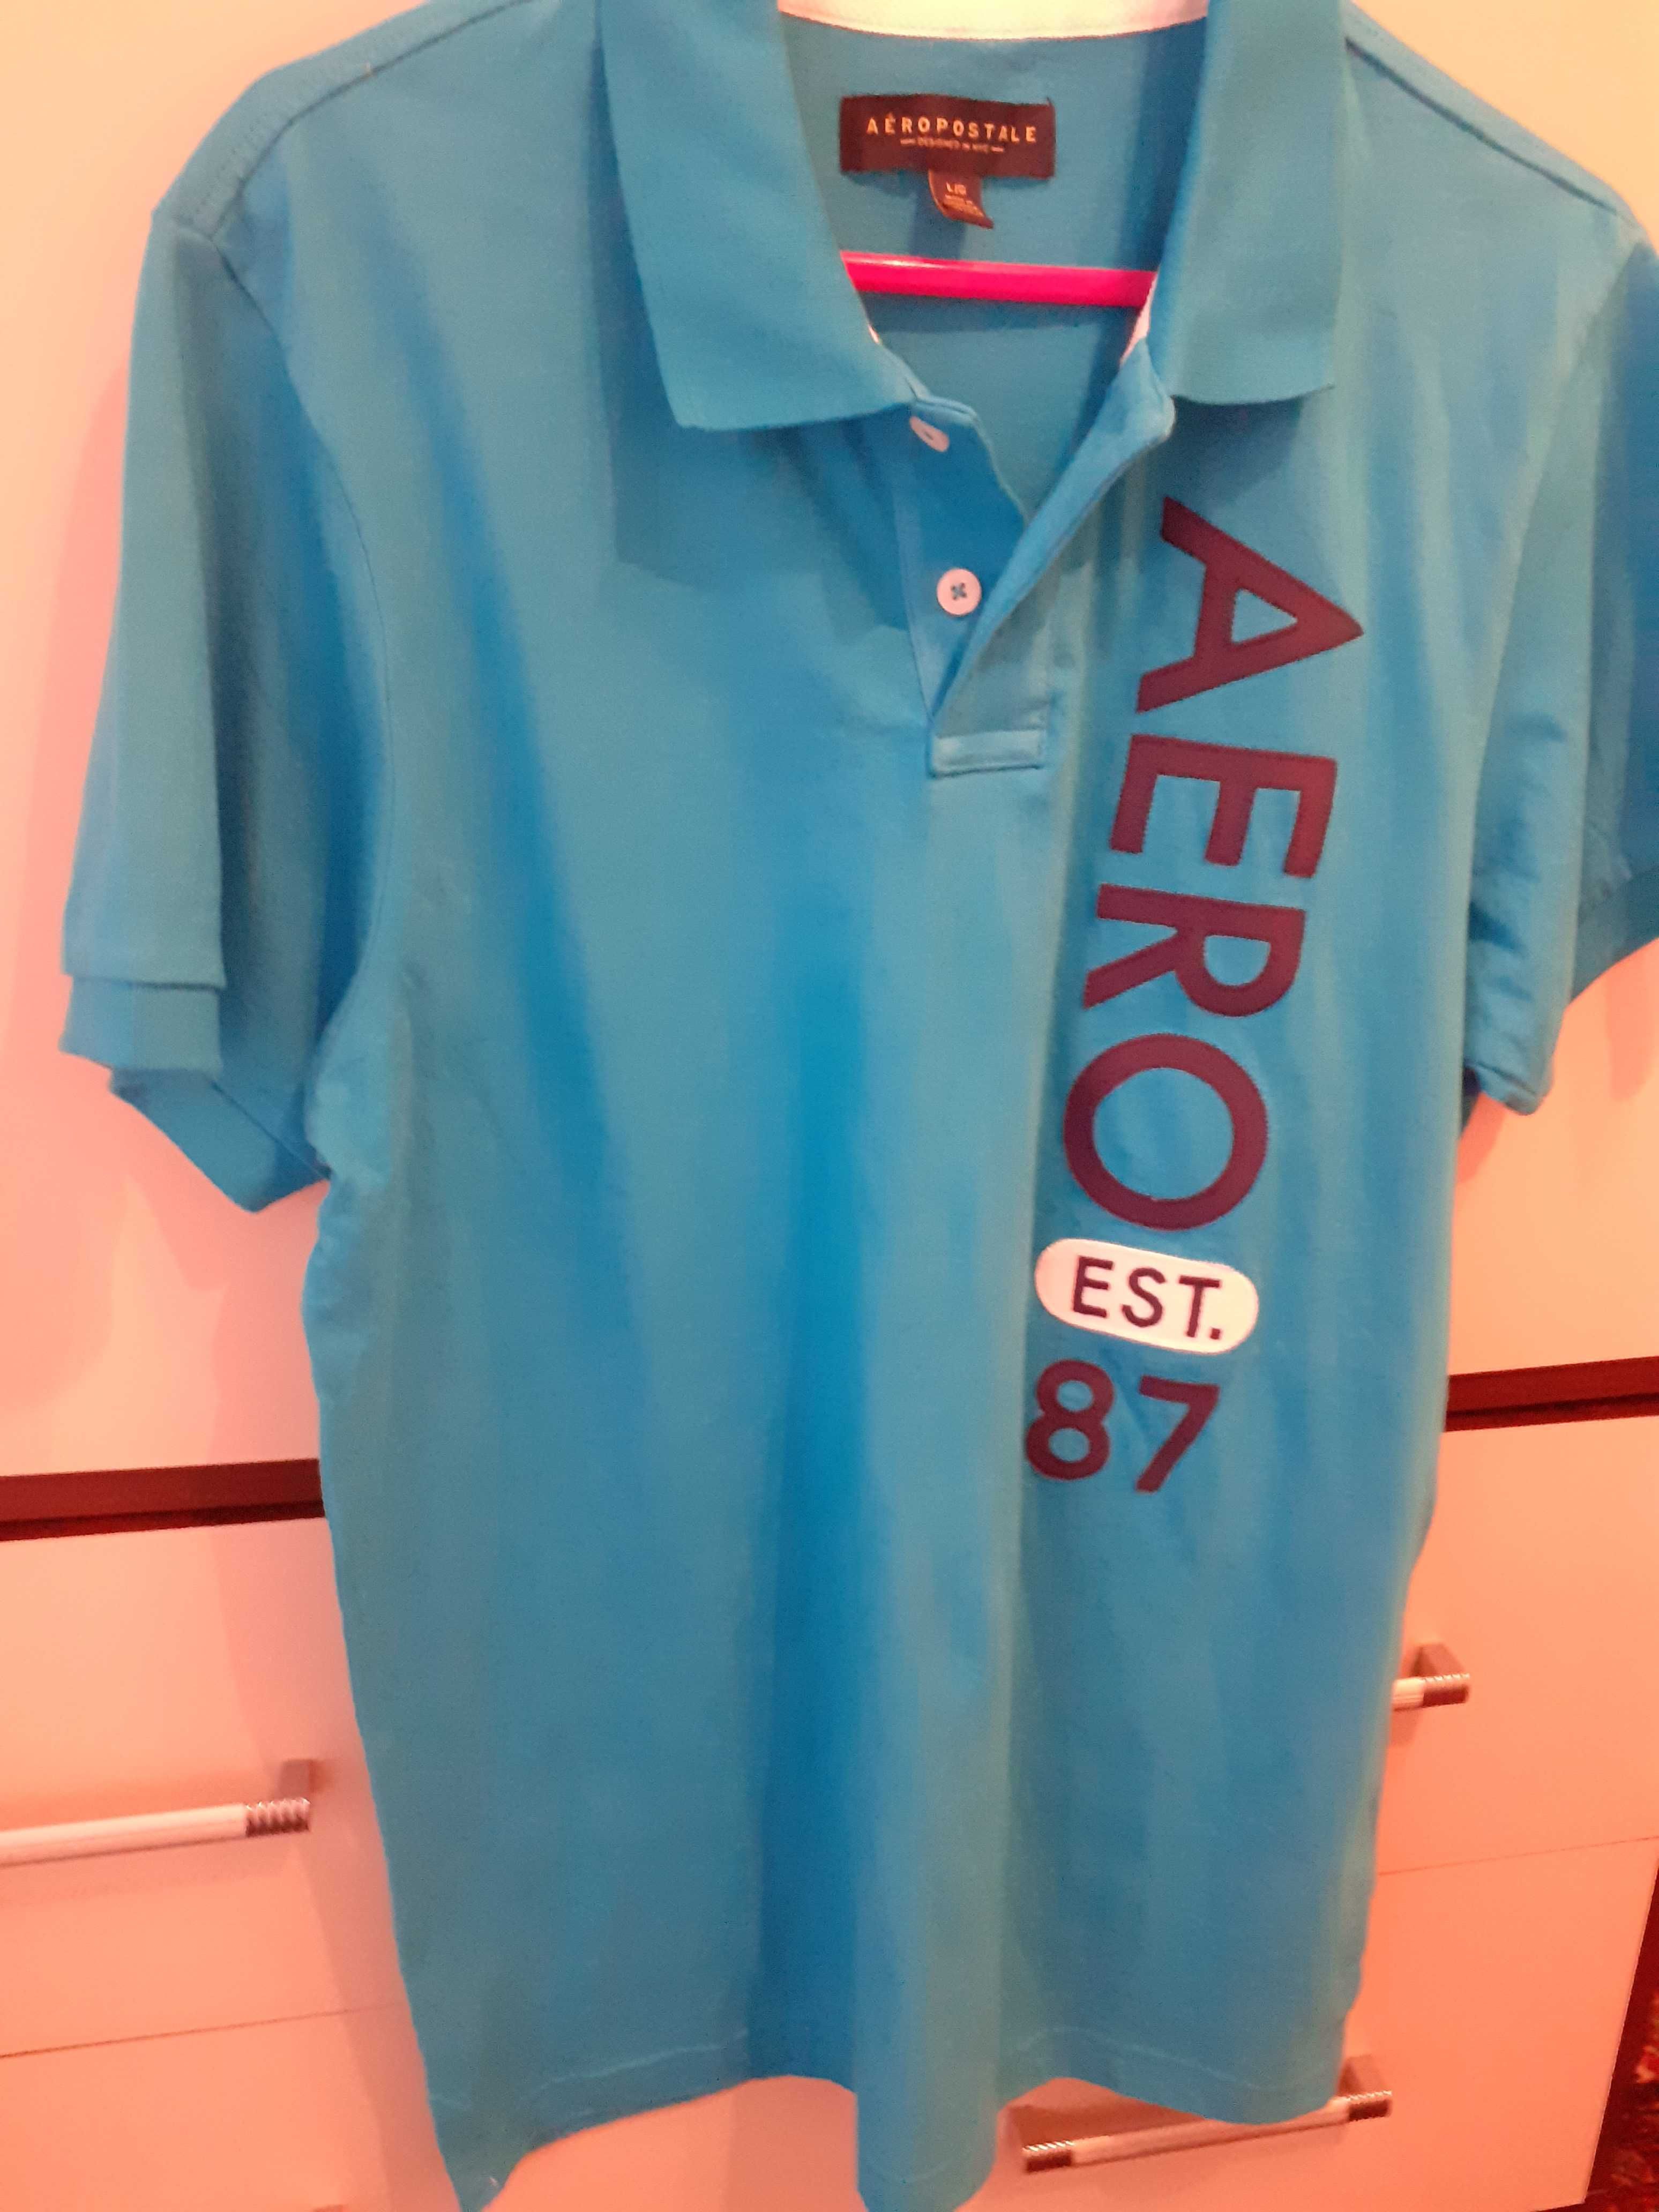 AÉROPOSTALE
DESIGNED IN NYC
L/G
AERO
EST.
87